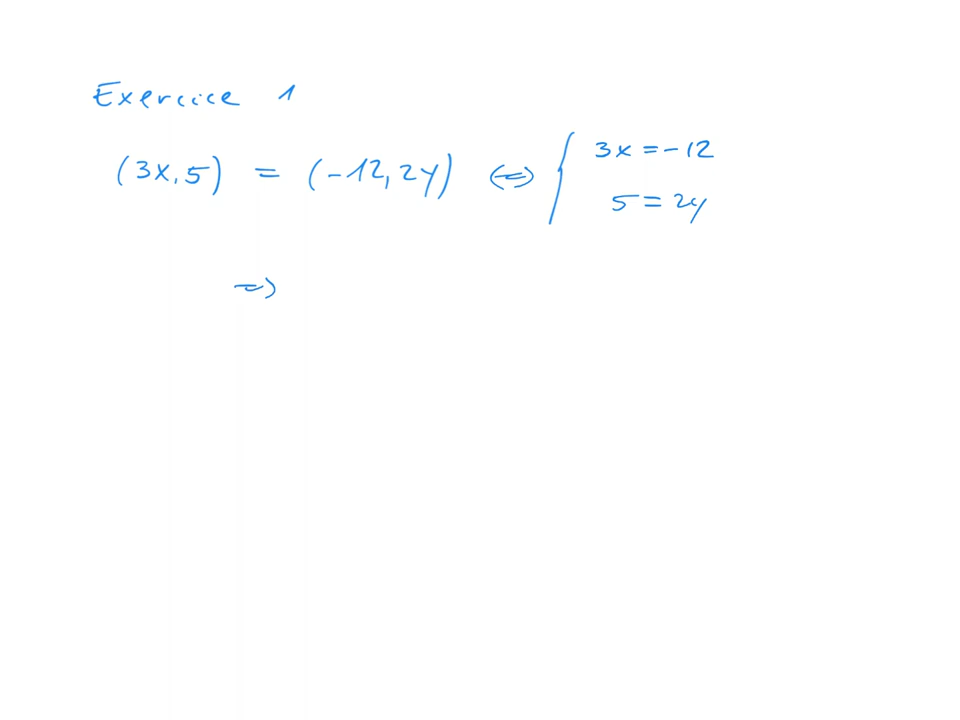 Exercice 1
(3x, 5) = (-12, 2y) ⇔ { 3x = -12
5 = 2y
⇒